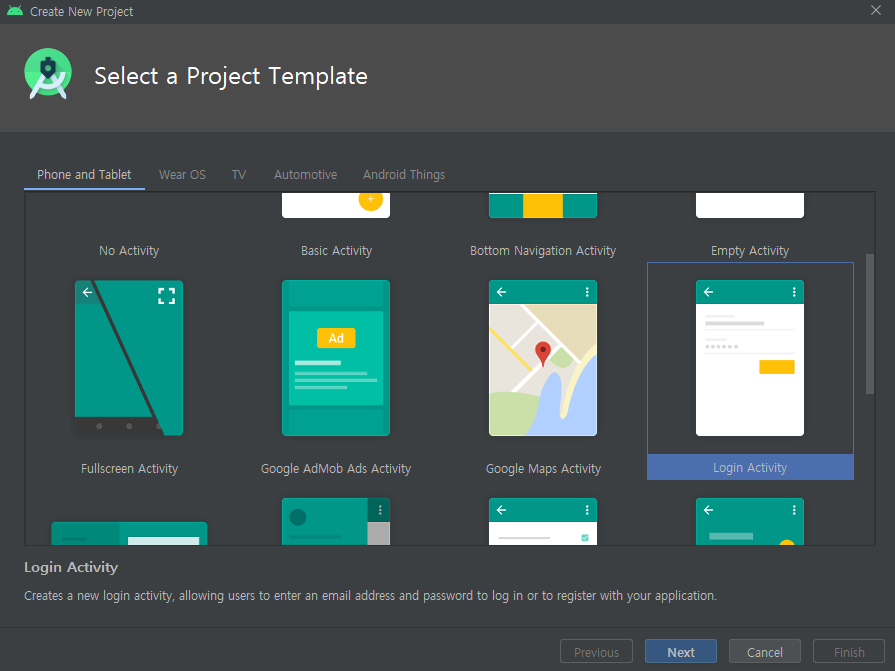 Create New Project
Select a Project Template
Phone and Tablet Wear OS TV Automotive Android Things
No Activity Basic Activity Bottom Navigation Activity Empty Activity
Ad
Fullscreen Activity Google AdMob Ads Activity Google Maps Activity Login Activity
Login Activity
Creates a new login activity, allowing users to enter an email address and password to log in or to register with your application.
Previous Next Cancel Finish